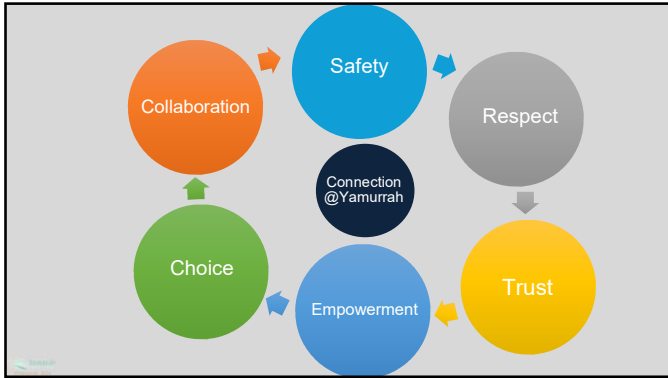 Safety
Respect
Trust
Empowerment
Choice
Collaboration
Connection
@Yamurrah